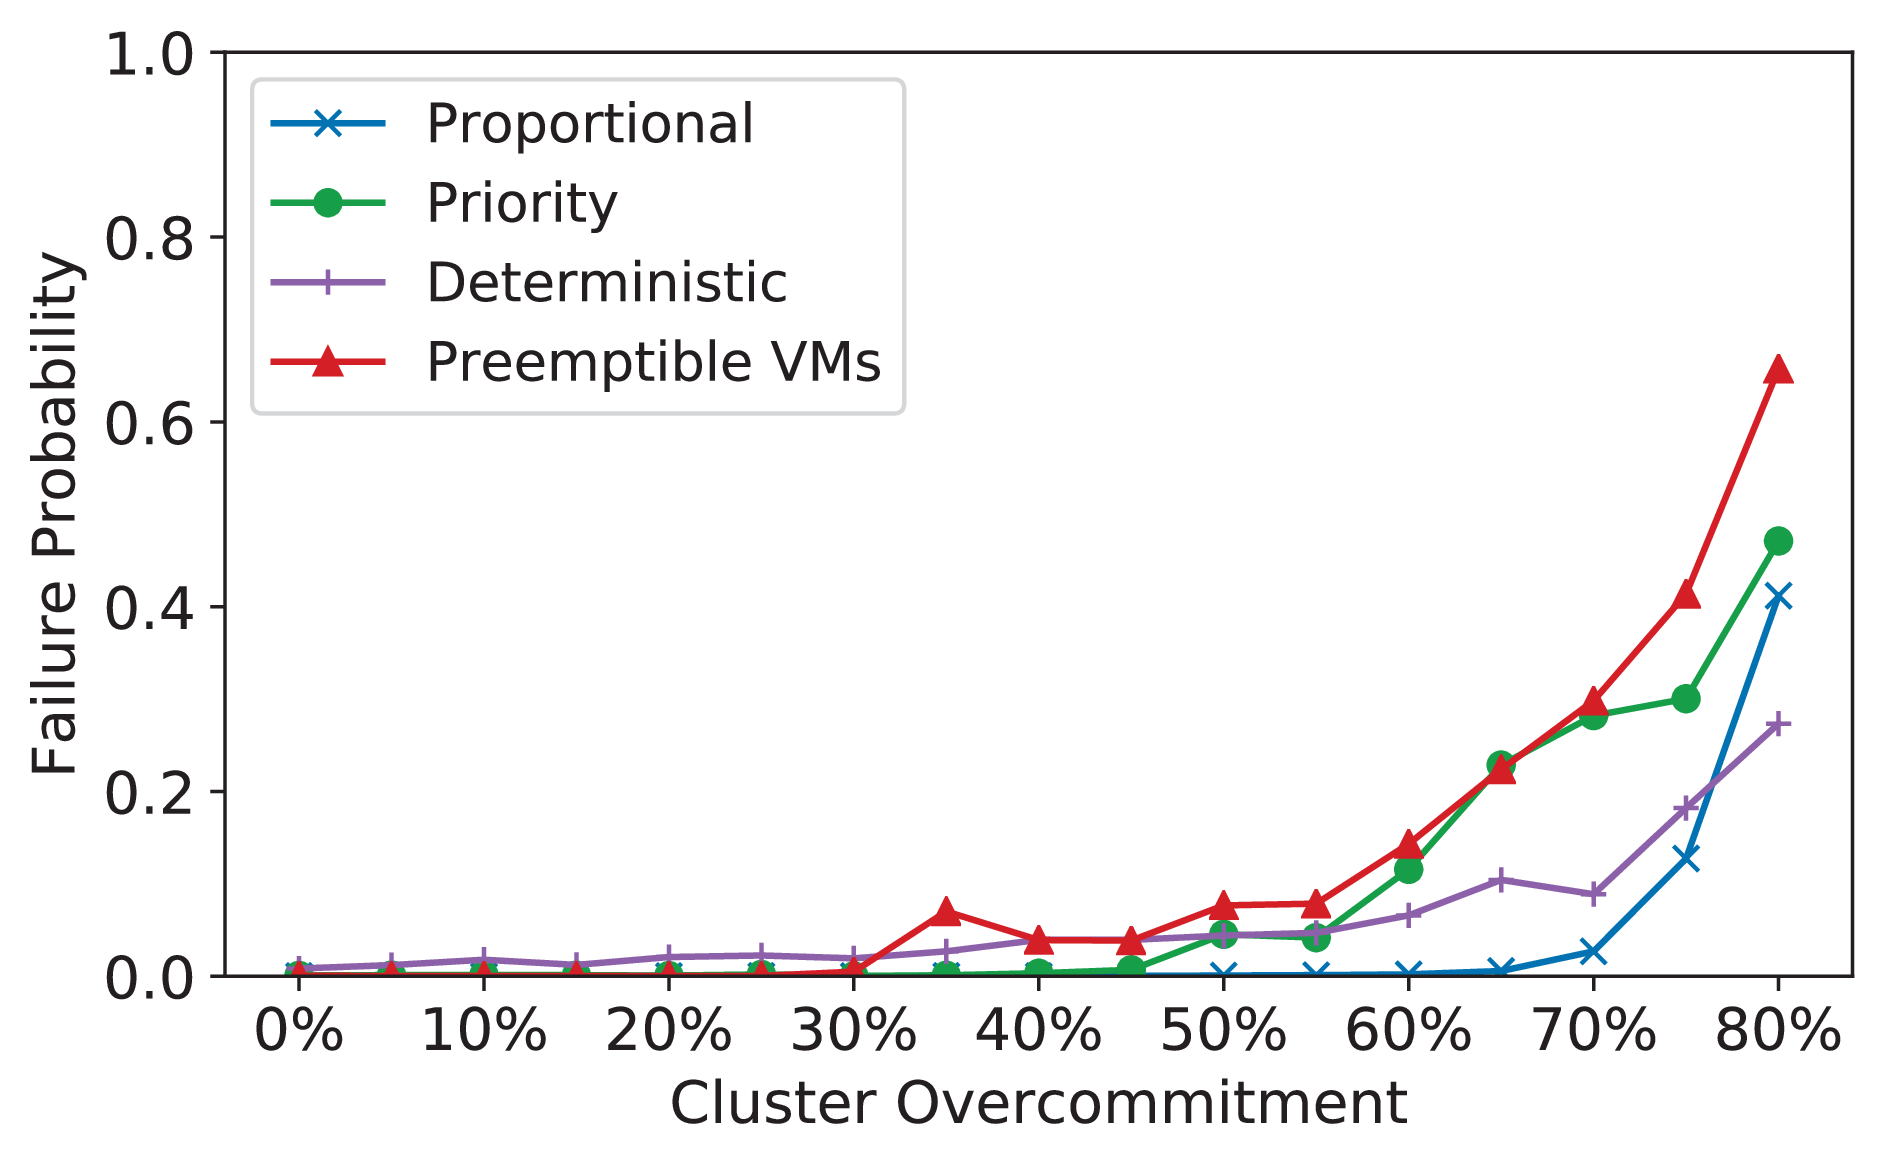 Failure Probability
1.0
0.8
0.6
0.4
0.2
0.0
Proportional
Priority
Deterministic
Preemptible VMs
0% 10% 20% 30% 40% 50% 60% 70% 80%
Cluster Overcommitment